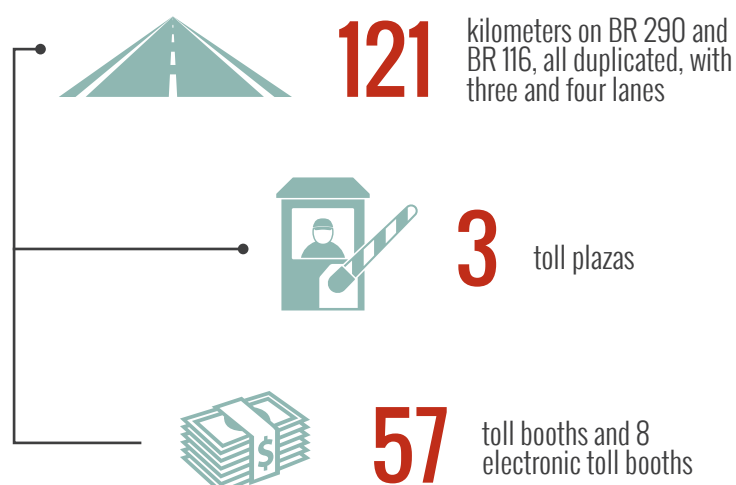 121 kilometers on BR 290 and
BR 116, all duplicated, with
three and four lanes
3 toll plazas
$
57 toll booths and 8
electronic toll booths